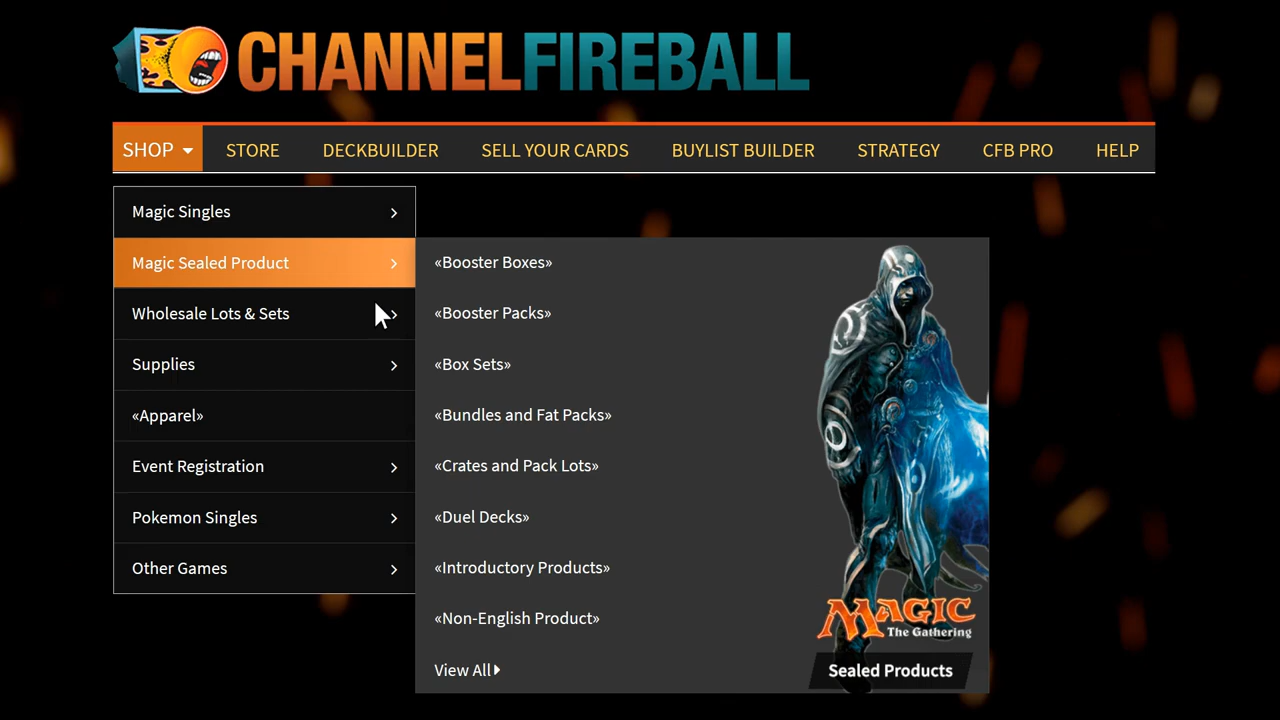 CHANNELFIREBALL
SHOP
STORE
DECKBUILDER
SELL YOUR CARDS
BUYLIST BUILDER
STRATEGY
CFB PRO
HELP
Magic Singles
Magic Sealed Product
Wholesale Lots & Sets
Supplies
«Apparel»
Event Registration
Pokemon Singles
Other Games
«Booster Boxes»
«Booster Packs»
«Box Sets»
«Bundles and Fat Packs»
«Crates and Pack Lots»
«Duel Decks»
«Introductory Products»
«Non-English Product»
View All
MAGIC
The Gathering
Sealed Products